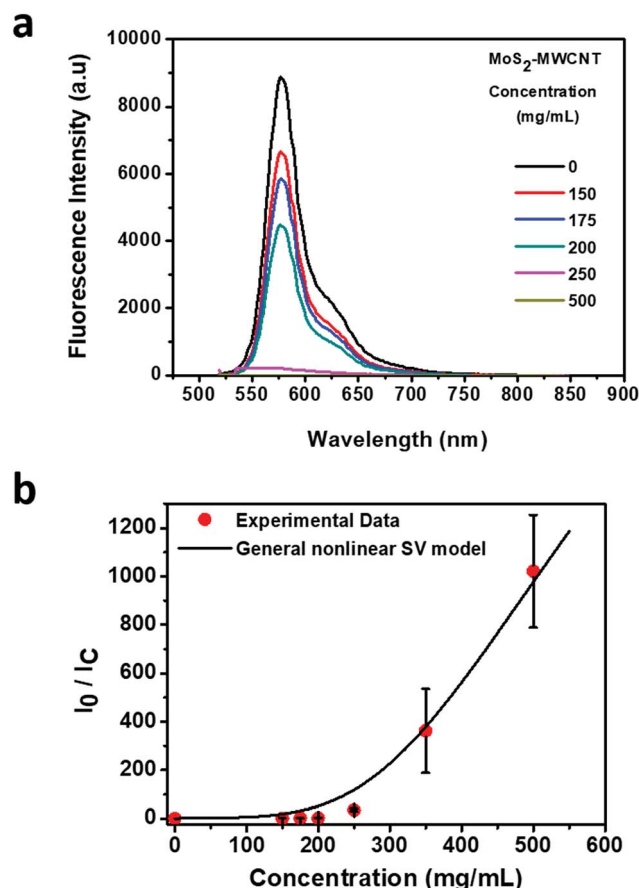 a
10000
8000
6000
4000
2000
0
Fluorescence Intensity (a.u)
MoS2-MWCNT
Concentration
(mg/mL)
0
150
175
200
250
500
500 550 600 650 700 750 800 850 900
Wavelength (nm)
b
1200
1000
800
600
400
200
0
I0 / IC
Experimental Data
General nonlinear SV model
0 100 200 300 400 500 600
Concentration (mg/mL)